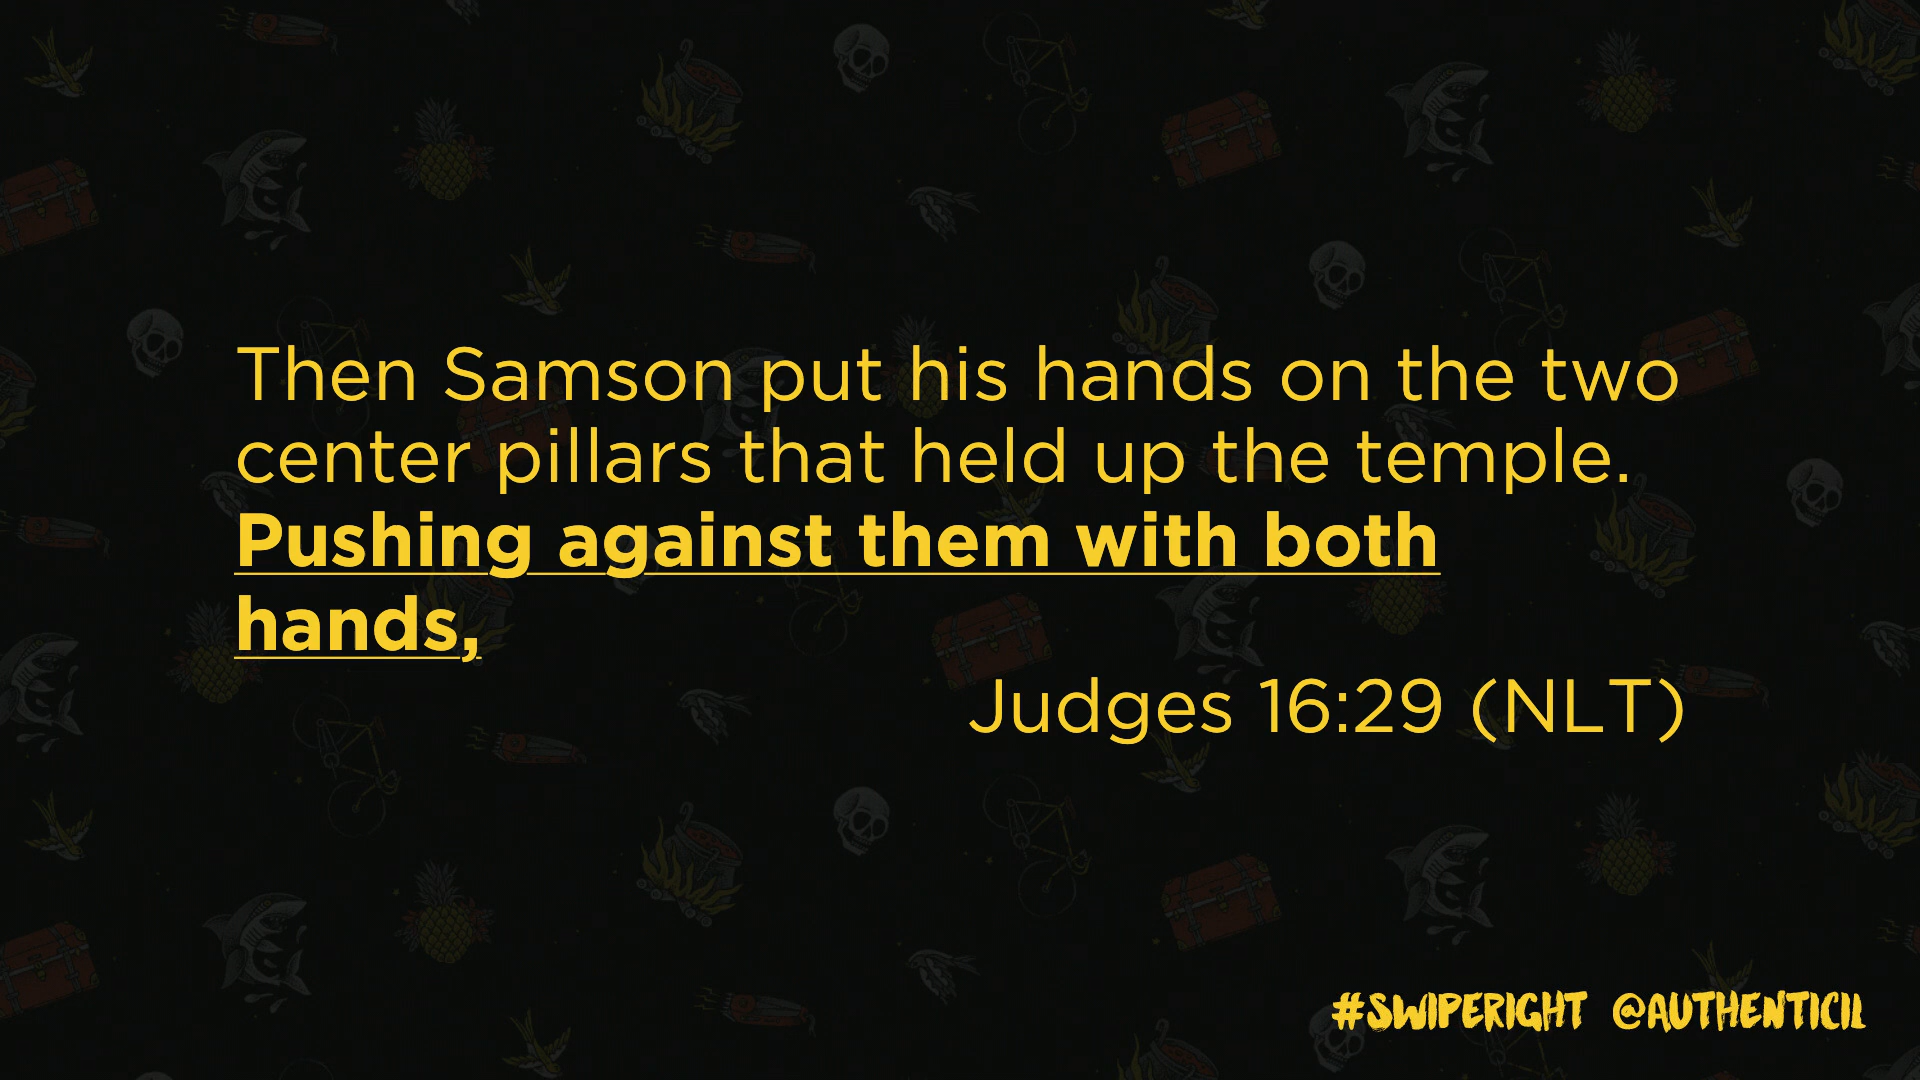 Then Samson put his hands on the two
center pillars that held up the temple.
Pushing against them with both
hands,
Judges 16:29 (NLT)
#SWIPERIGHT @AUTHENTICIL